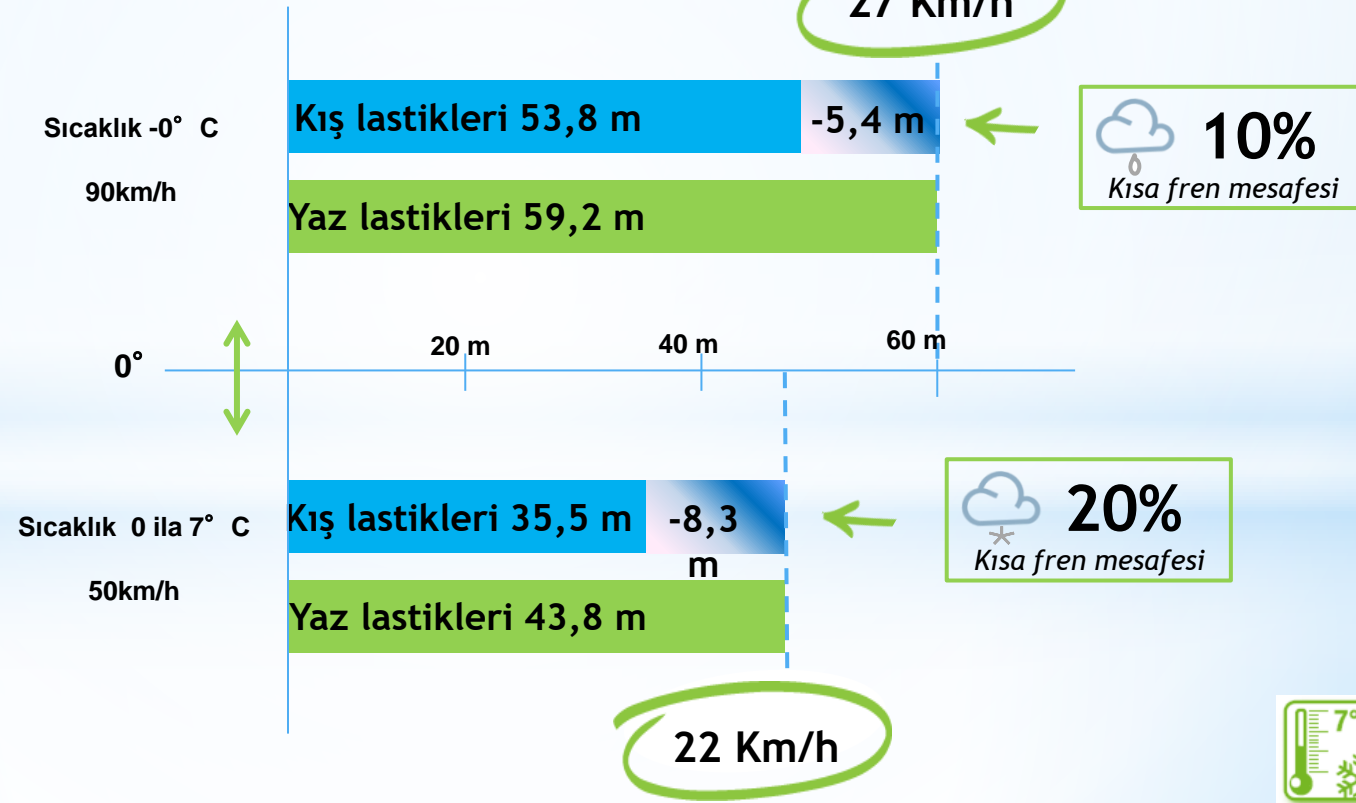 27 Km/h
Sıcaklık -0° C
90km/h
Kış lastikleri 53,8 m
-5,4 m
10%
Kısa fren mesafesi
Yaz lastikleri 59,2 m
0°
20 m
40 m
60 m
Sıcaklık 0 ila 7° C
50km/h
Kış lastikleri 35,5 m
-8,3
m
20%
Kısa fren mesafesi
Yaz lastikleri 43,8 m
22 Km/h
7°